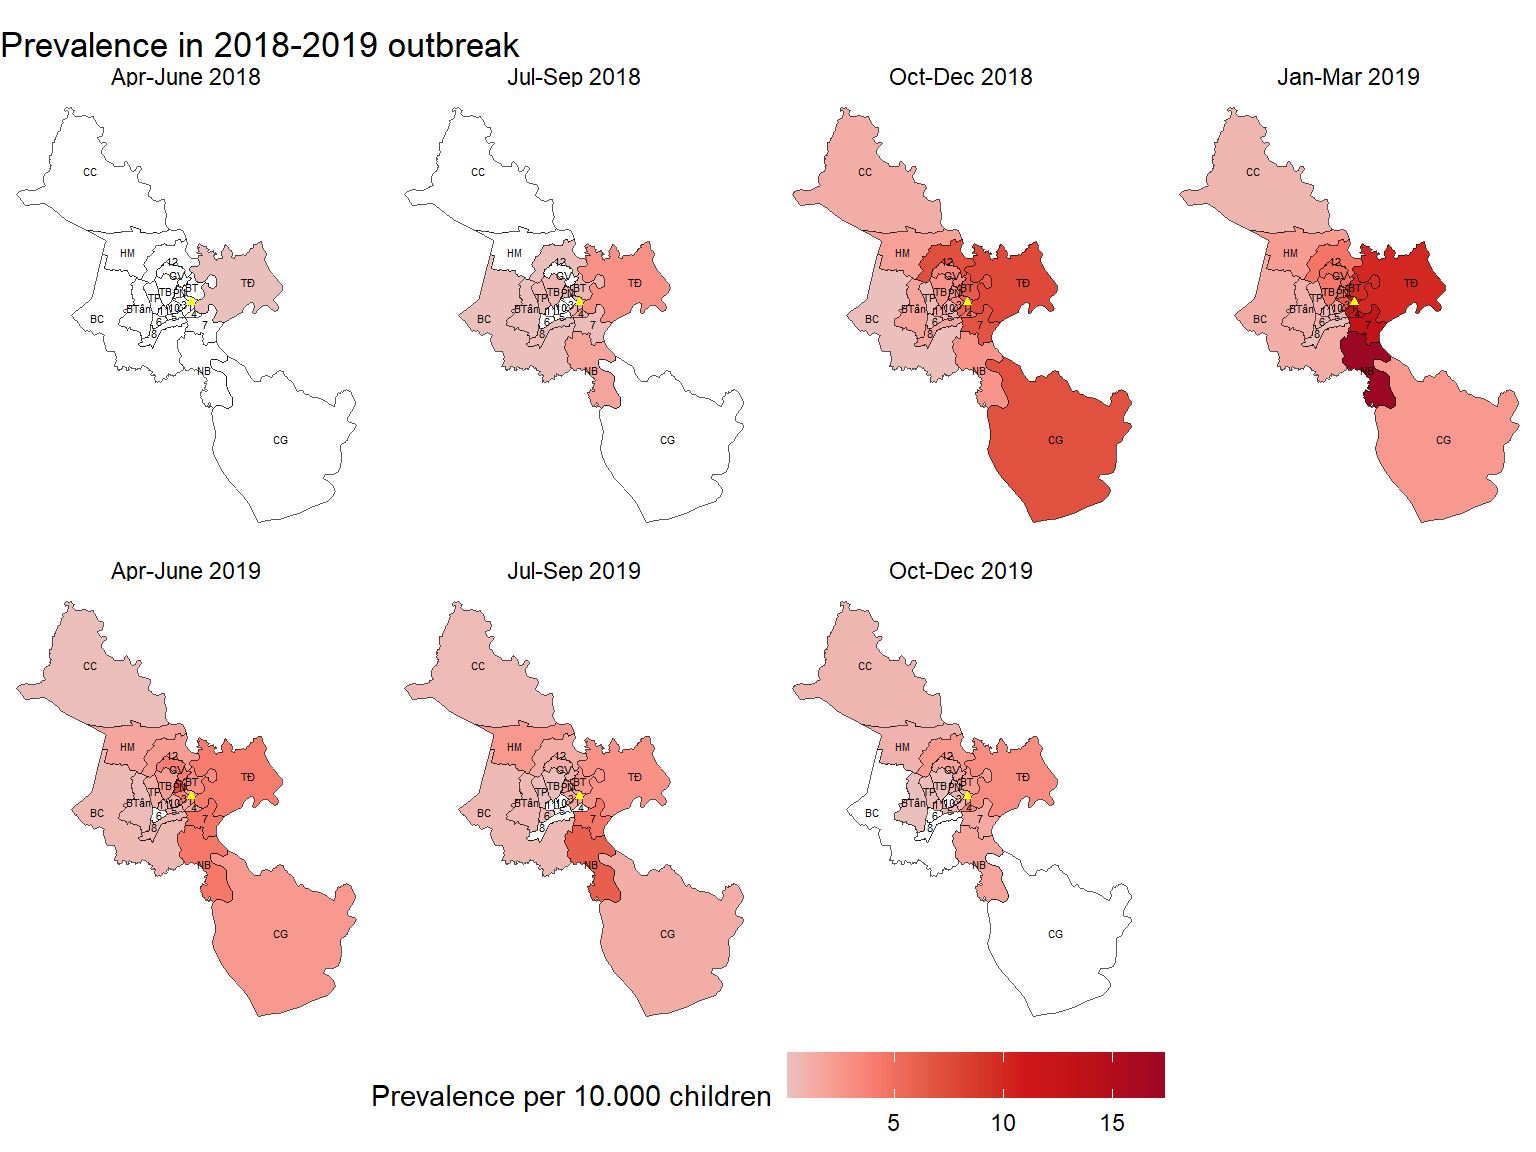 Prevalence in 2018-2019 outbreak
Apr-June 2018
Jul-Sep 2018
Oct-Dec 2018
Jan-Mar 2019
CC
HM
12
GV
TB
PN
BT
TĐ
TP
BTân
BC
11
10
3
5
4
6
8
7
NB
CG
CC
HM
12
GV
TB
PN
BT
TĐ
TP
BTân
BC
11
10
3
5
4
6
8
7
NB
CG
CC
HM
12
GV
TB
PN
BT
TĐ
TP
BTân
BC
11
10
3
5
4
6
8
7
NB
CG
CC
HM
12
GV
TB
PN
BT
TĐ
TP
BTân
BC
11
10
3
5
4
6
8
7
NB
CG
Apr-June 2019
Jul-Sep 2019
Oct-Dec 2019
CC
HM
12
GV
TB
PN
BT
TĐ
TP
BTân
BC
11
10
3
5
4
6
8
7
NB
CG
CC
HM
12
GV
TB
PN
BT
TĐ
TP
BTân
BC
11
10
3
5
4
6
8
7
NB
CG
CC
HM
12
GV
TB
PN
BT
TĐ
TP
BTân
BC
11
10
3
5
4
6
8
7
NB
CG
Prevalence per 10.000 children
5
10
15